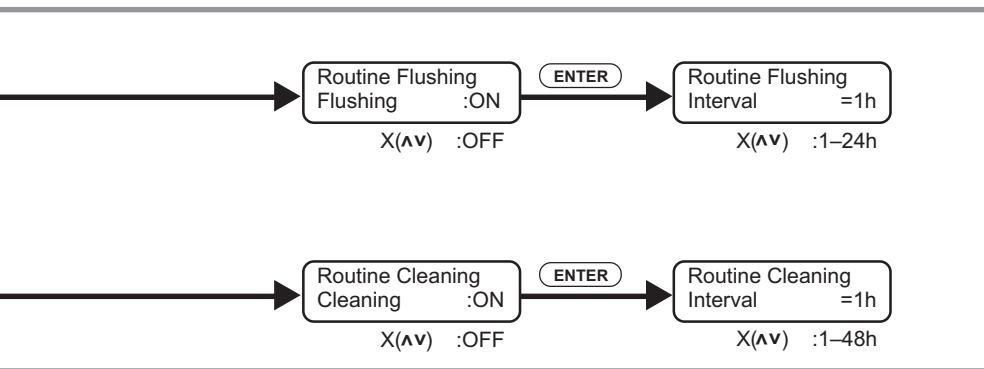 Routine Flushing
Flushing :ON
X(∧∨) :OFF
ENTER
Routine Flushing
Interval =1h
X(∧∨) :1–24h
Routine Cleaning
Cleaning :ON
X(∧∨) :OFF
ENTER
Routine Cleaning
Interval =1h
X(∧∨) :1–48h